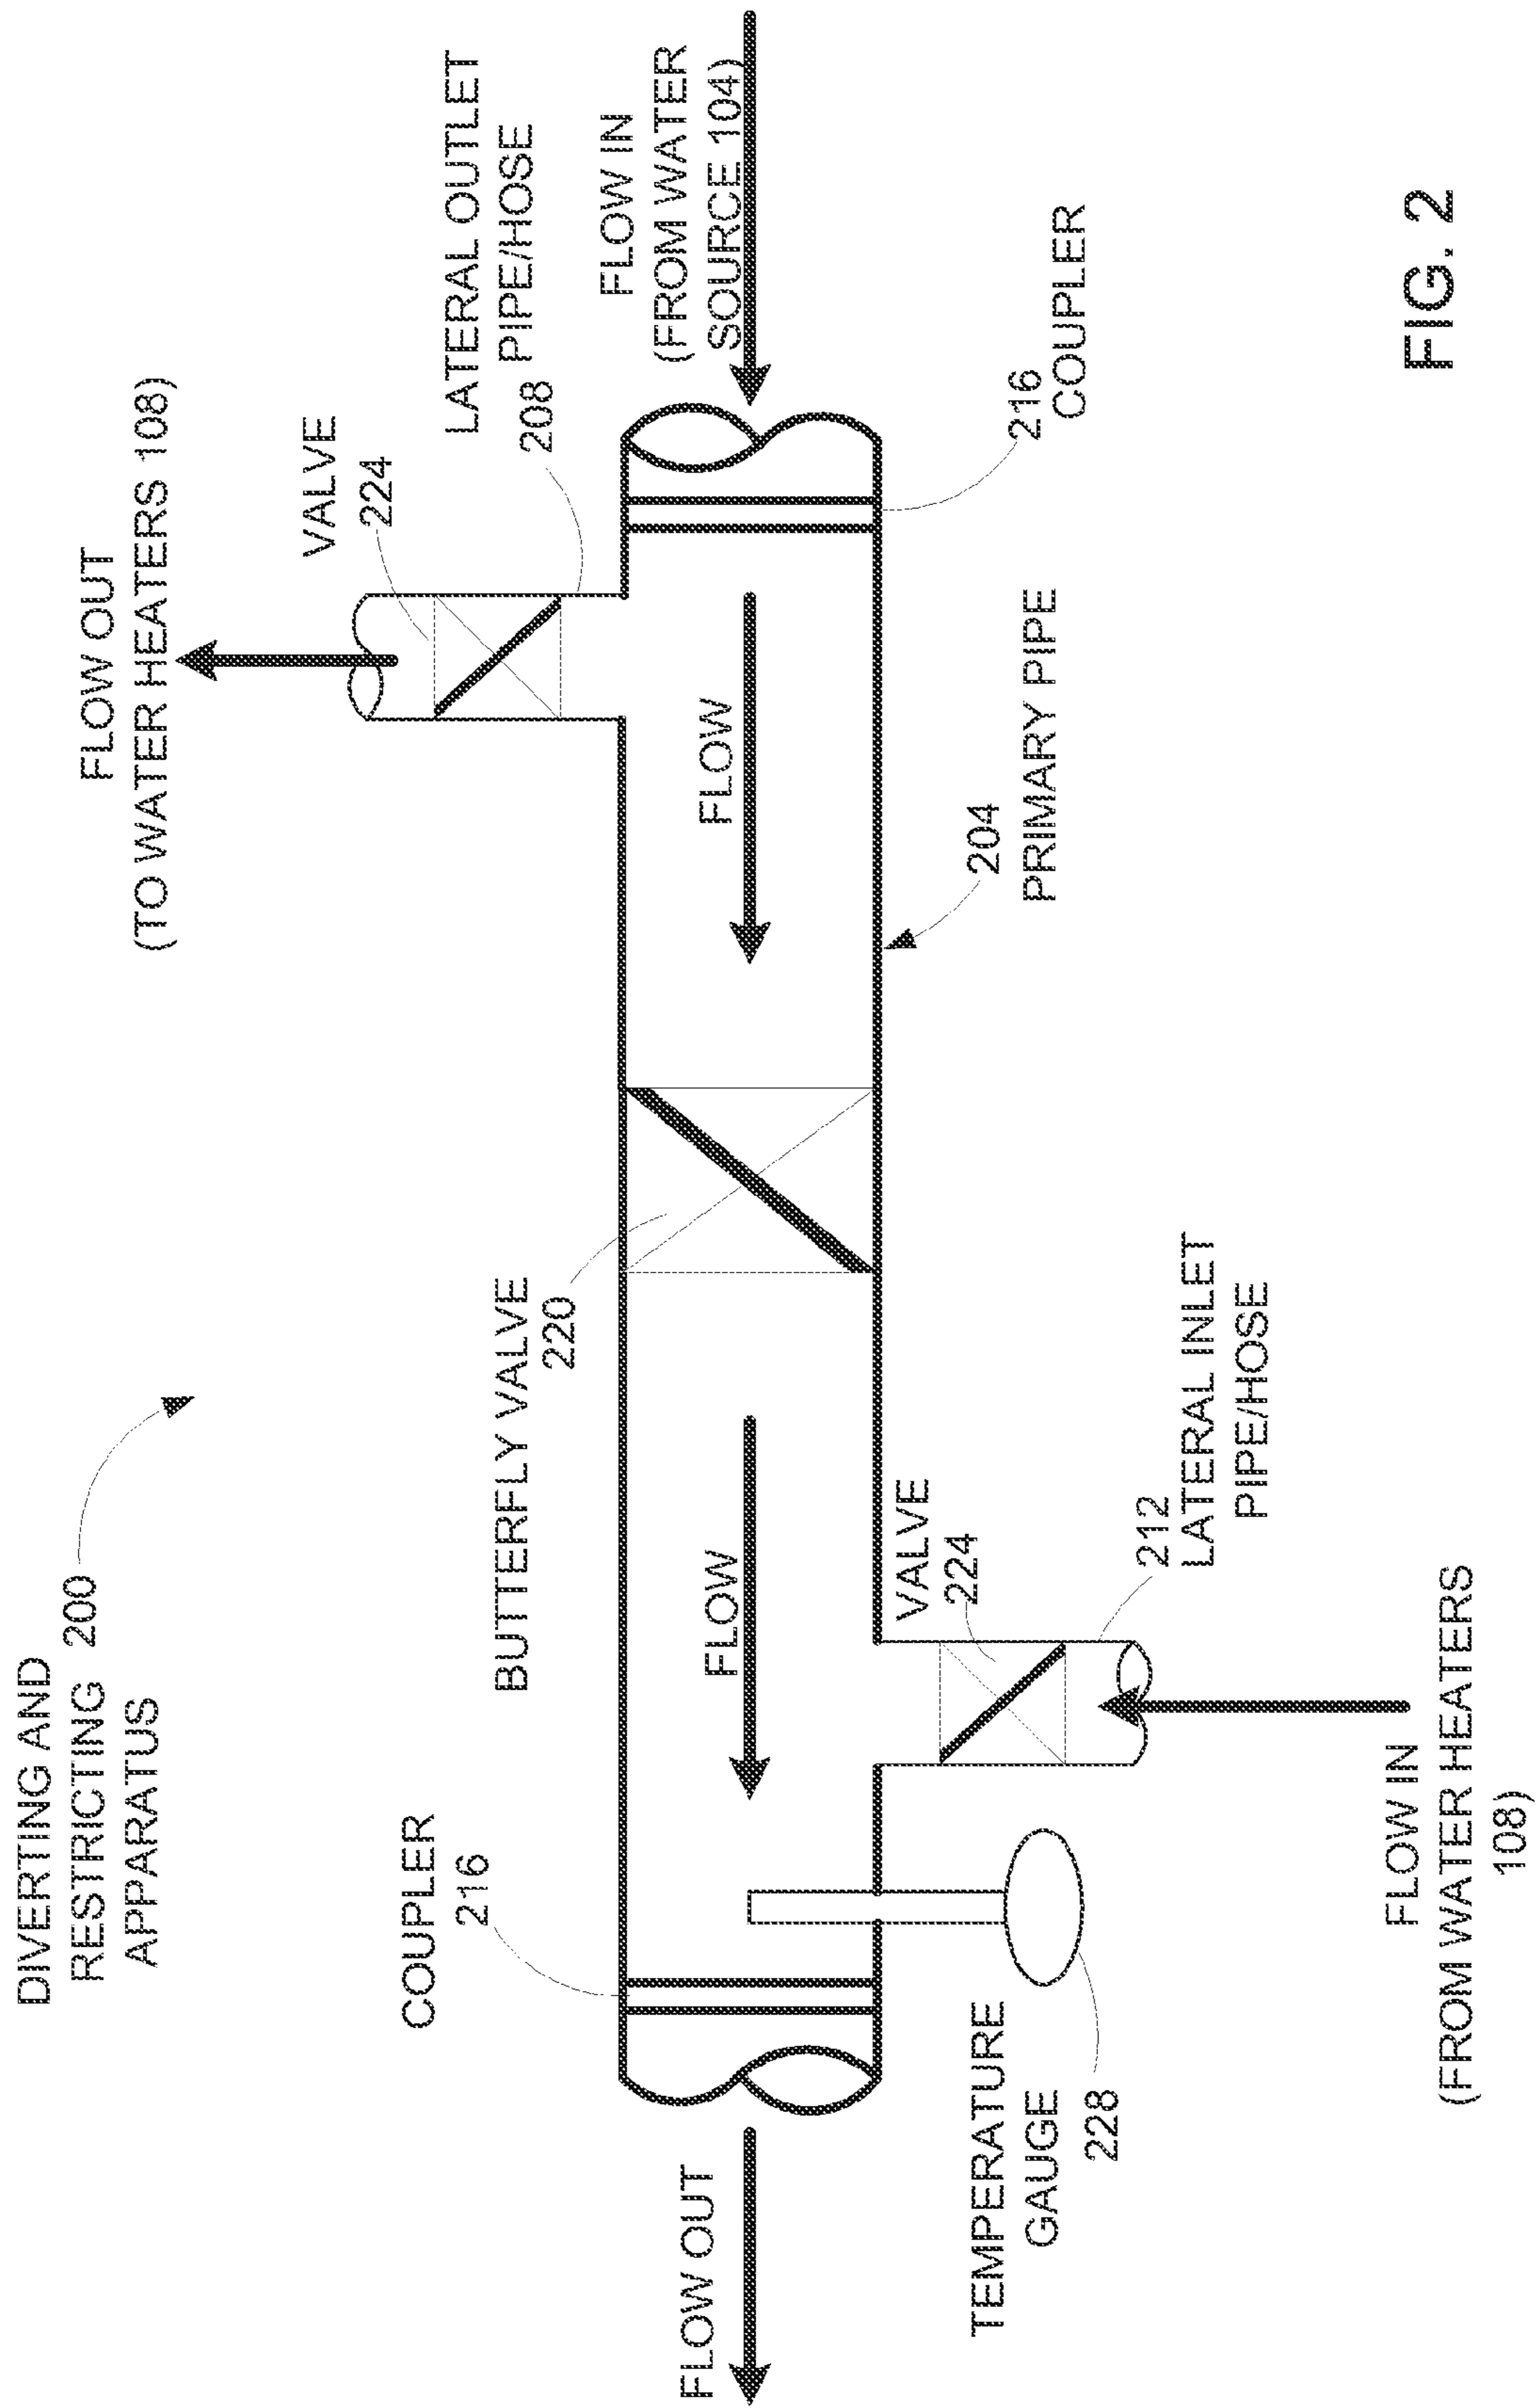 DIVERTING AND
RESTRICTING 200
APPARATUS
FLOW OUT
(TO WATER HEATERS 108)
VALVE
224
LATERAL OUTLET
PIPE/HOSE
208
FLOW IN
(FROM WATER
SOURCE 104)
COUPLER
216
BUTTERFLY VALVE
220
FLOW
FLOW
FLOW OUT
216
COUPLER
204
PRIMARY PIPE
VALVE
224
212
LATERAL INLET
PIPE/HOSE
TEMPERATURE
GAUGE
228
FLOW IN
(FROM WATER HEATERS
108)
FIG. 2